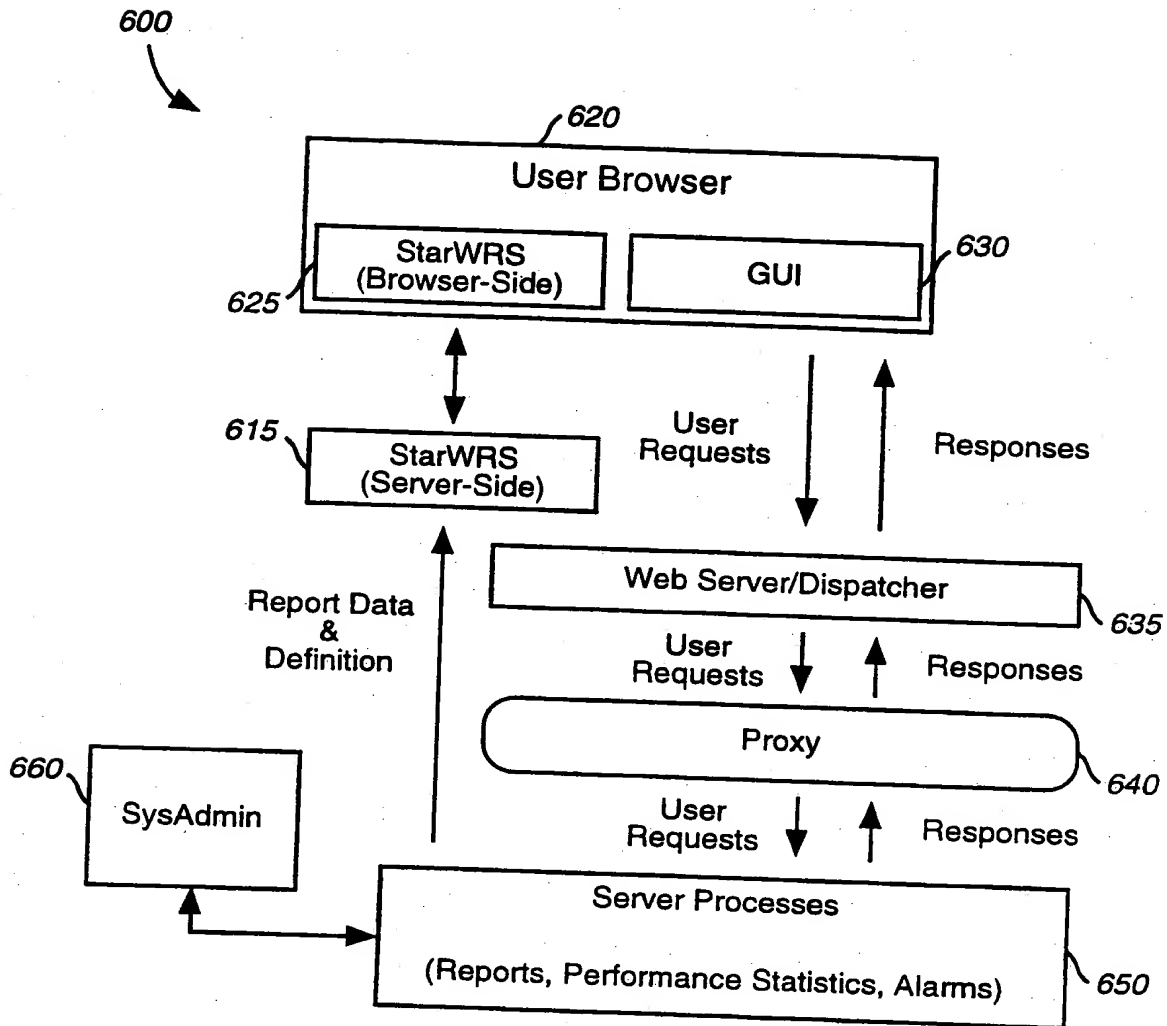 600
620
User Browser
StarWRS
(Browser-Side)
625
GUI
630
615
StarWRS
(Server-Side)
User
Requests
Responses
Report Data
&
Definition
Web Server/Dispatcher
635
User
Requests
Responses
Proxy
640
660
SysAdmin
User
Requests
Responses
Server Processes
(Reports, Performance Statistics, Alarms)
650